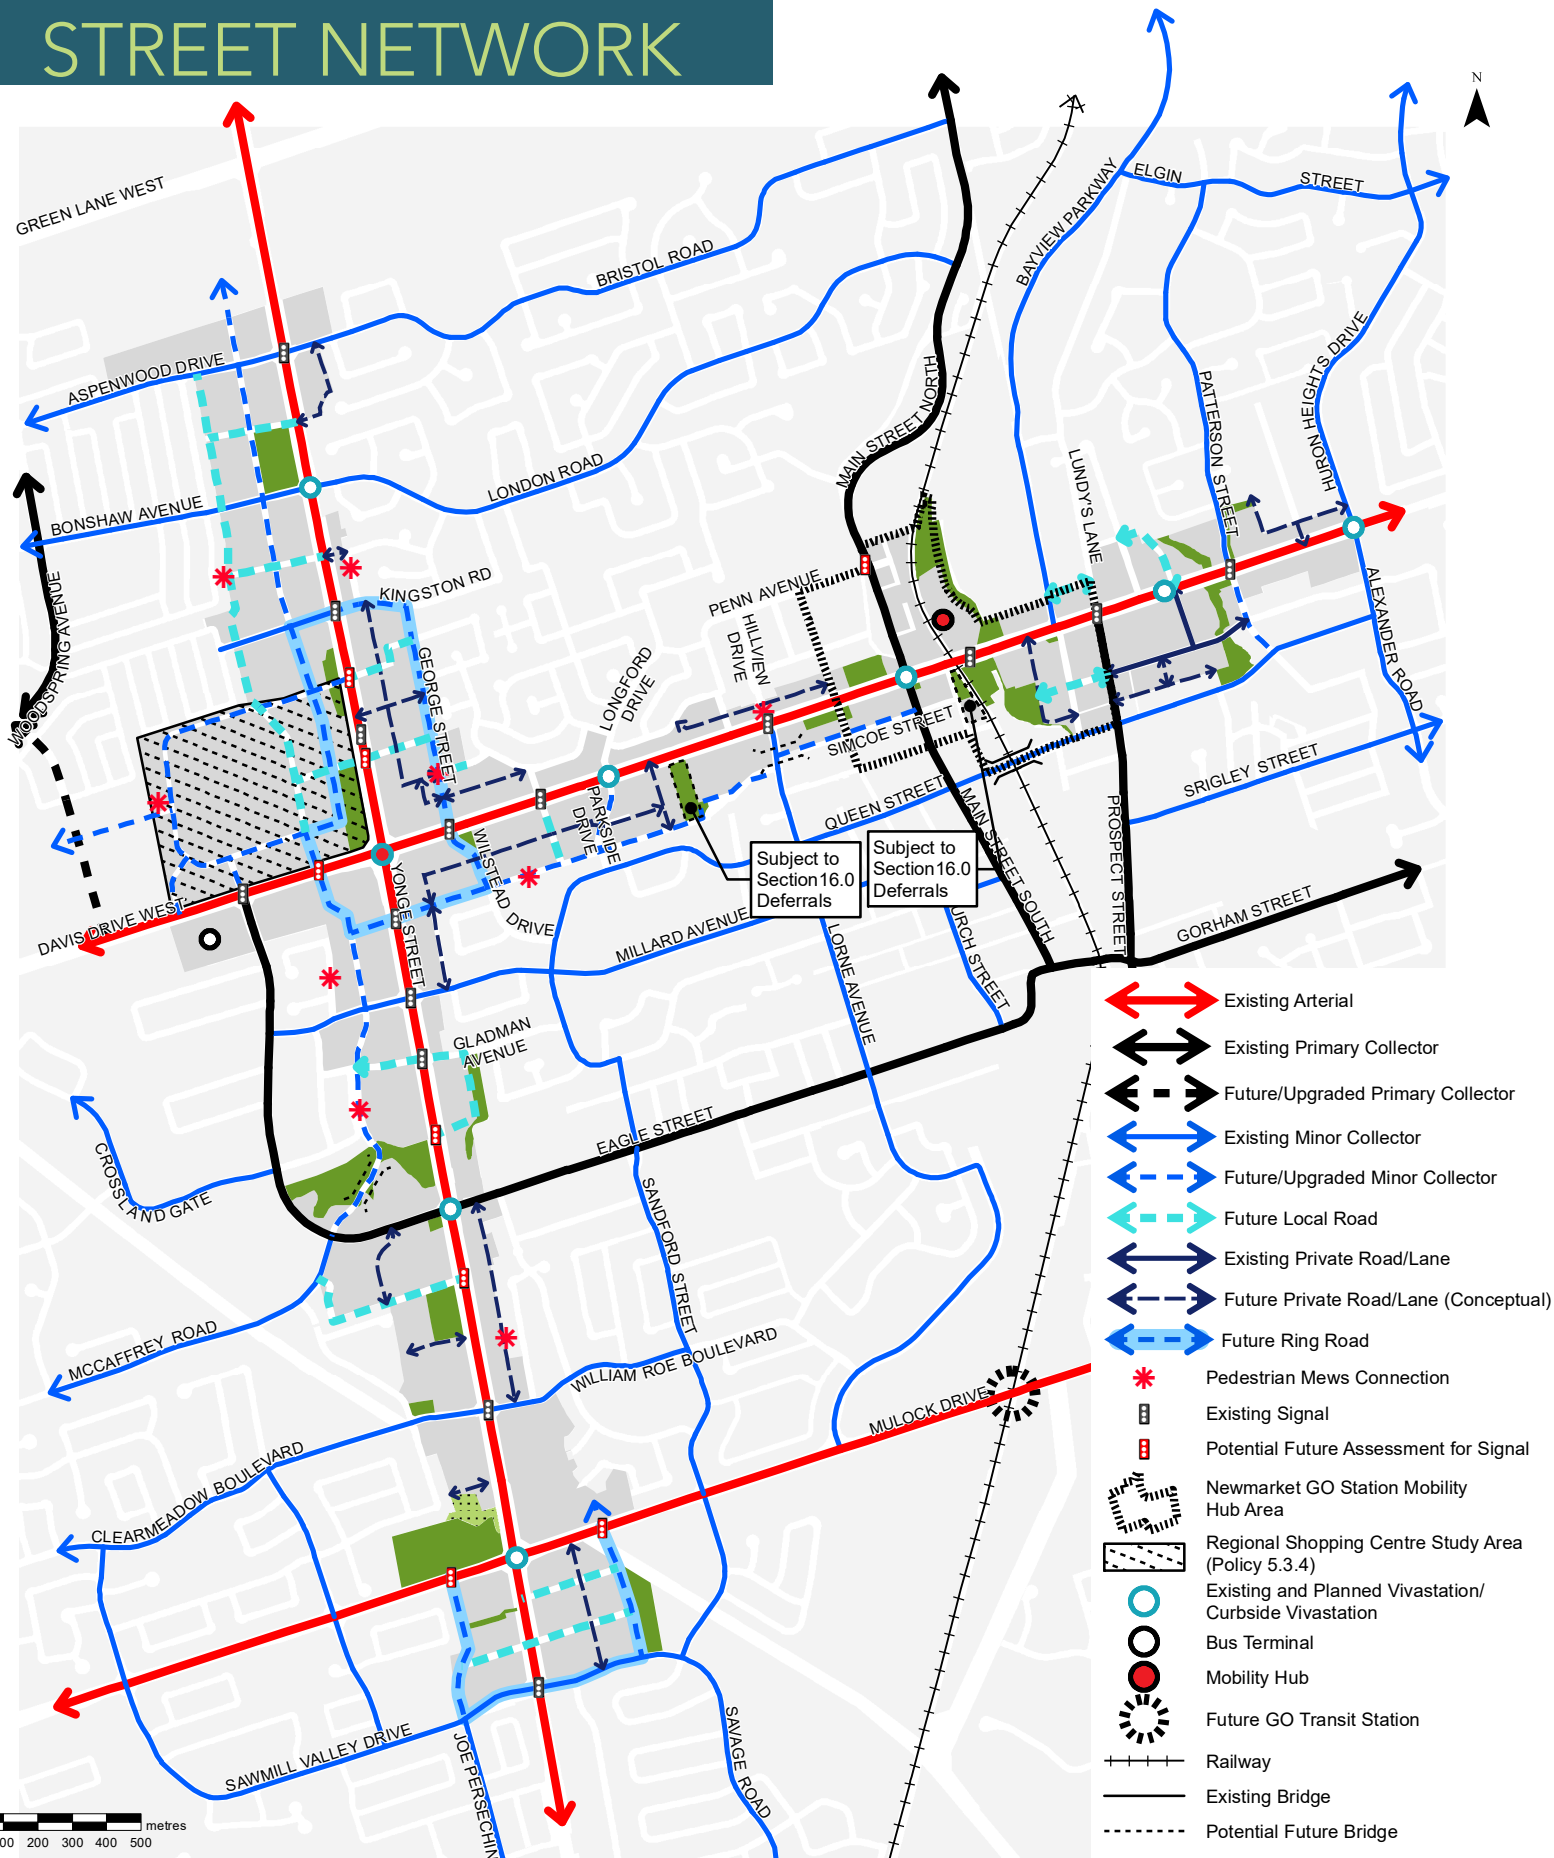 STREET NETWORK
N
GREEN LANE WEST
BRISTOL ROAD
BAYVIEW PARKWAY
ELGIN
STREET
ASPENWOOD DRIVE
MAIN STREET NORTH
HURON HEIGHTS DRIVE
PATTERSON STREET
LUNDY'S LANE
LONDON ROAD
BONSHAW AVENUE
WOODSPRING AVENUE
KINGSTON RD
PENN AVENUE
HILLVIEW
DRIVE
GEORGE STREET
LONGFORD
DRIVE
ALEXANDER ROAD
SIMCOE STREET
SRIGLEY STREET
QUEEN STREET
PARKSIDE
DRIVE
WILSTEAD DRIVE
MAIN STREET SOUTH
PROSPECT STREET
Subject to
Section16.0
Deferrals
Subject to
Section16.0
Deferrals
DAVIS DRIVE WEST
YONGE STREET
MILLARD AVENUE
LORNE AVENUE
URCH STREET
GORHAM STREET
GLADMAN
AVENUE
EAGLE STREET
CROSSLAND GATE
SANDFORD STREET
MCCAFFREY ROAD
WILLIAM ROE BOULEVARD
MULOCK DRIVE
CLEARMEADOW BOULEVARD
SAWMILL VALLEY DRIVE
JOE PERSECHIN
SAVAGE ROAD
metres
00 200 300 400 500
Existing Arterial
Existing Primary Collector
Future/Upgraded Primary Collector
Existing Minor Collector
Future/Upgraded Minor Collector
Future Local Road
Existing Private Road/Lane
Future Private Road/Lane (Conceptual)
Future Ring Road
Pedestrian Mews Connection
Existing Signal
Potential Future Assessment for Signal
Newmarket GO Station Mobility
Hub Area
Regional Shopping Centre Study Area
(Policy 5.3.4)
Existing and Planned Vivastation/
Curbside Vivastation
Bus Terminal
Mobility Hub
Future GO Transit Station
Railway
Existing Bridge
Potential Future Bridge